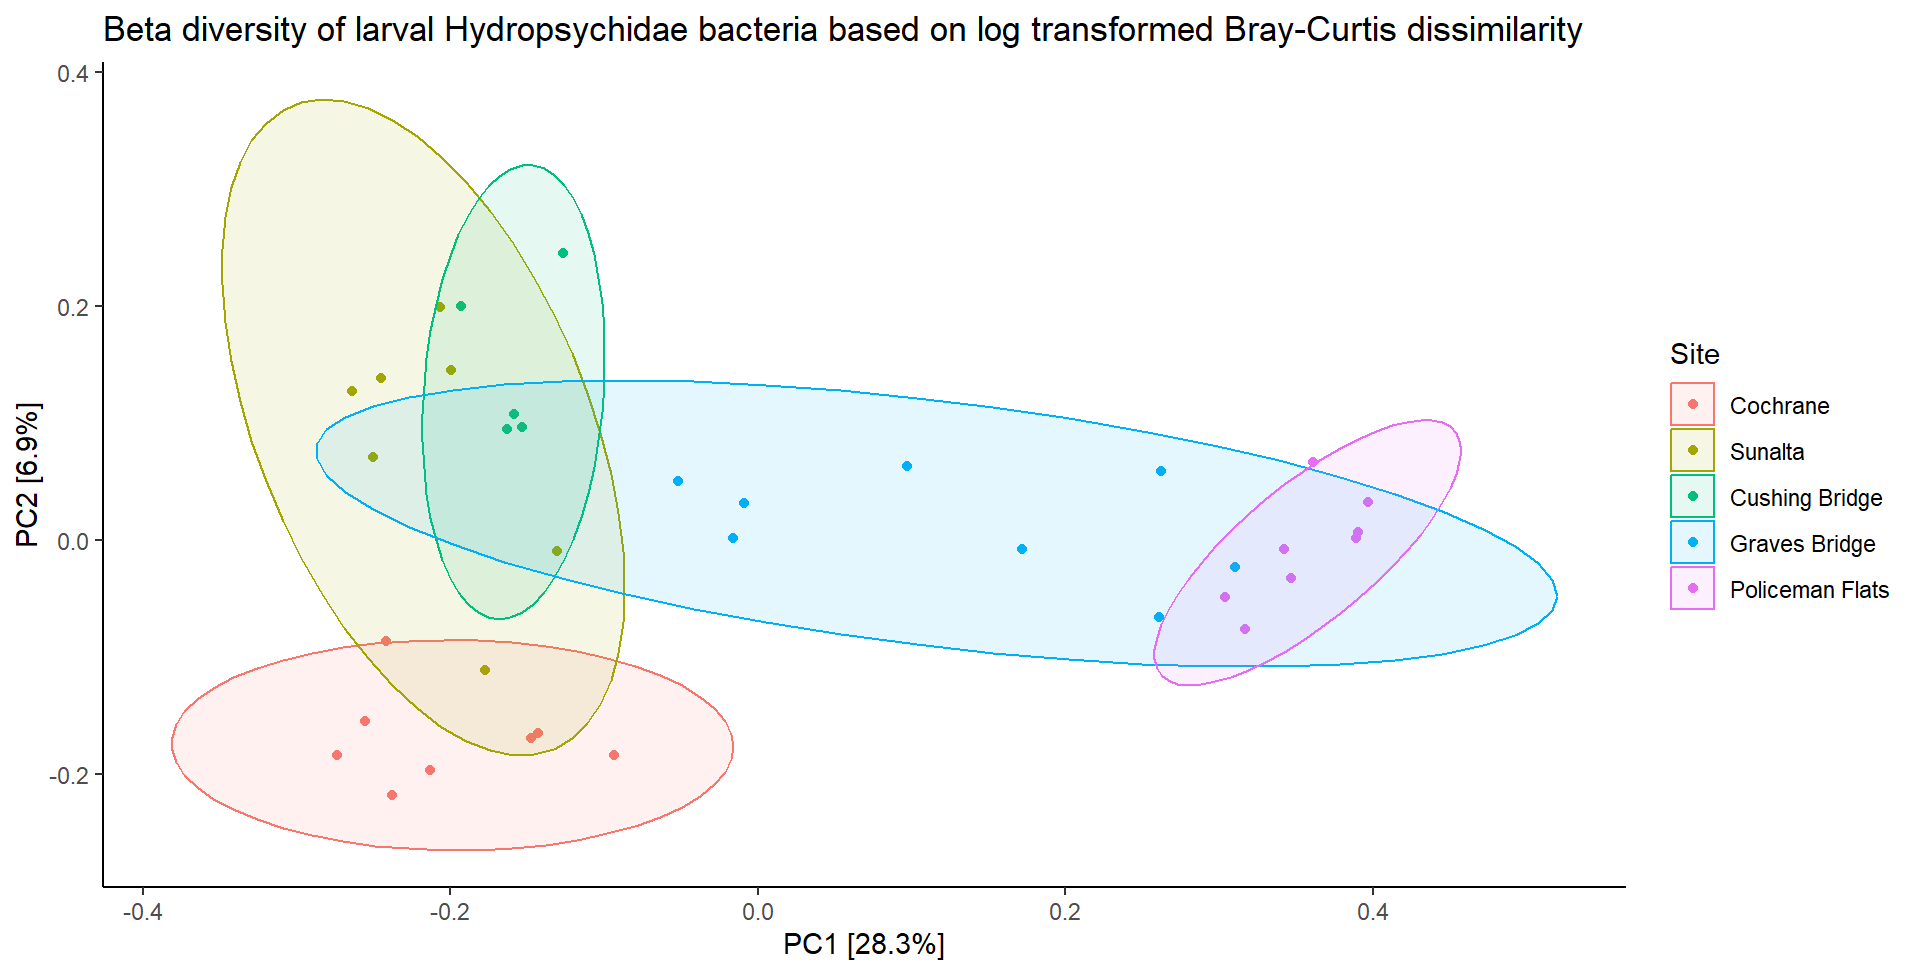 Beta diversity of larval Hydropsychidae bacteria based on log transformed Bray-Curtis dissimilarity
0.4
0.2
0.0
-0.2
PC2 [6.9%]
-0.4
-0.2
0.0
0.2
0.4
PC1 [28.3%]
Site
Cochrane
Sunalta
Cushing Bridge
Graves Bridge
Policeman Flats